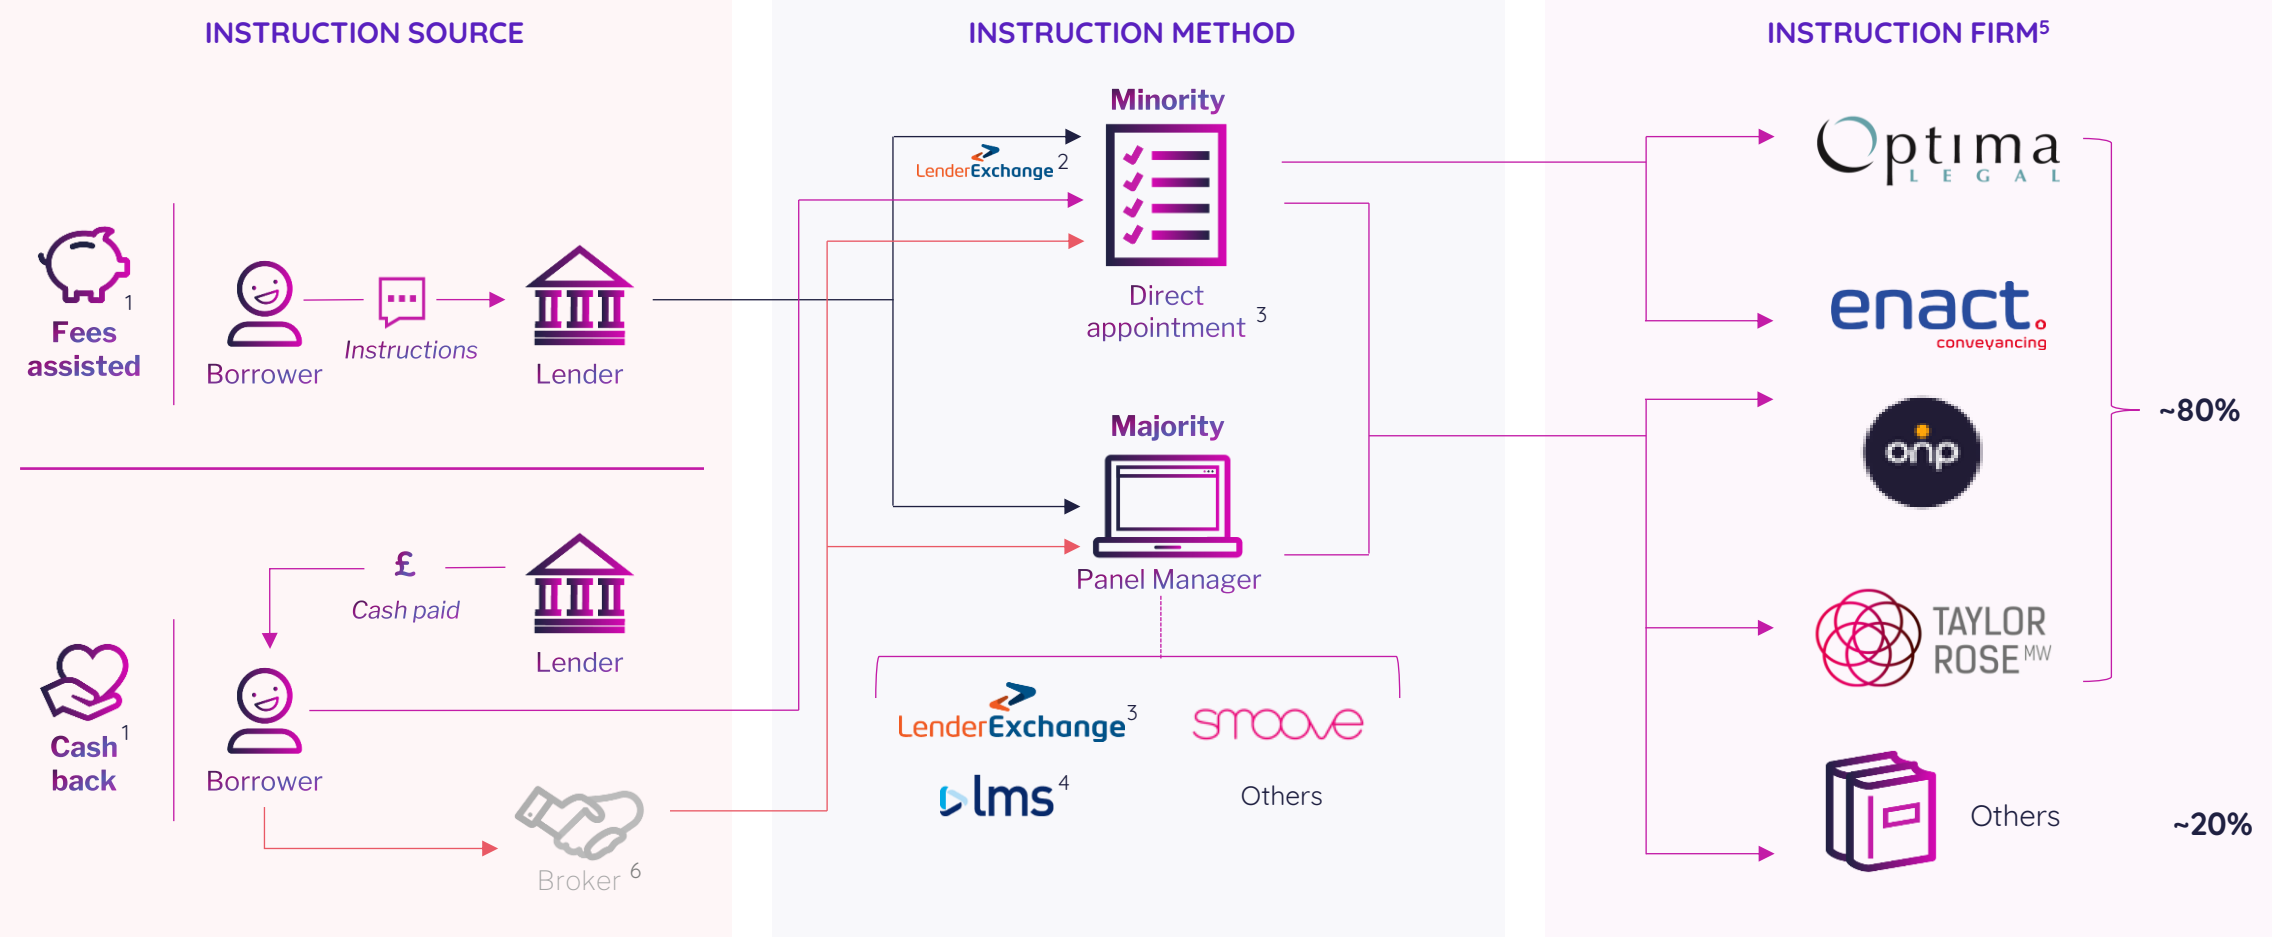 INSTRUCTION SOURCE
1
Fees
assisted
Borrower
Instructions
Lender
£
Cash paid
Lender
1
Cash
back
Borrower
Broker 6
INSTRUCTION METHOD
Minority
LenderExchange 2
Direct
appointment 3
Majority
Panel Manager
LenderExchange 3
smoove
lms 4
Others
INSTRUCTION FIRM5
Optima
LEGAL
enact.
conveyancing
onp
~80%
TAYLOR
ROSE MW
Others
~20%